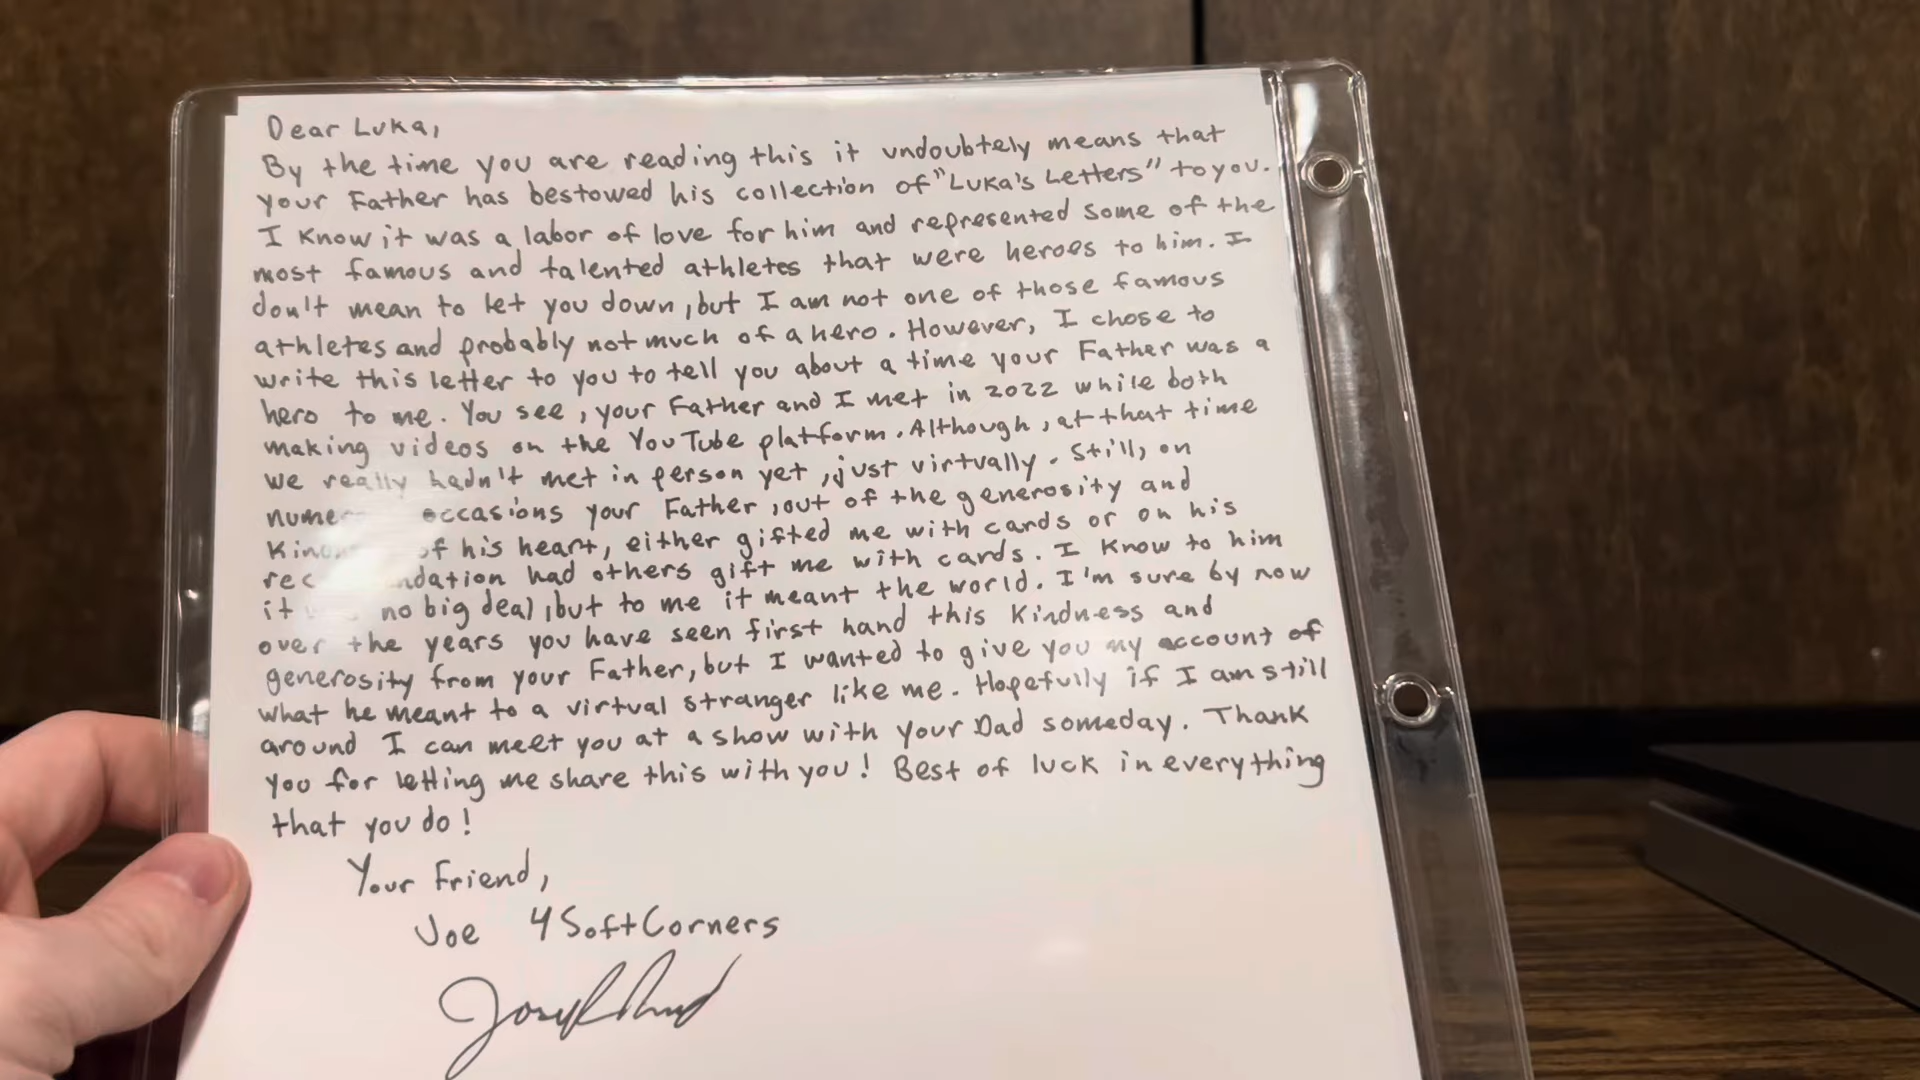 Dear Luka,
By the time you are reading this it undoubtely means that
your Father has bestowed his collection of "Luka's Letters" to you.
I know it was a labor of love for him and represented some of the
most famous and talented athletes that were heroes to him. I
don't mean to let you down, but I am not one of those famous
athletes and probably not much of a hero. However, I chose to
write this letter to you to tell you about a time your Father was a
hero to me. You see, your Father and I met in 2022 while both
making videos on the YouTube platform. Although, at that time
we really hadn't met in person yet, just virtually. Still, on
occasions your Father, out of the generosity and
of his heart, either gifted me with cards or on his
had others gift me with cards. I know to him
it no big deal, but to me it meant the world. I'm sure by now
over the years you have seen first hand this kindness and
generosity from your Father, but I wanted to give you my account of
what he meant to a virtual stranger like me. Hopefully if I am still
around I can meet you at a show with your Dad someday. Thank
you for letting me share this with you! Best of luck in everything
that you do!
Your Friend,
Joe 4SoftCorners